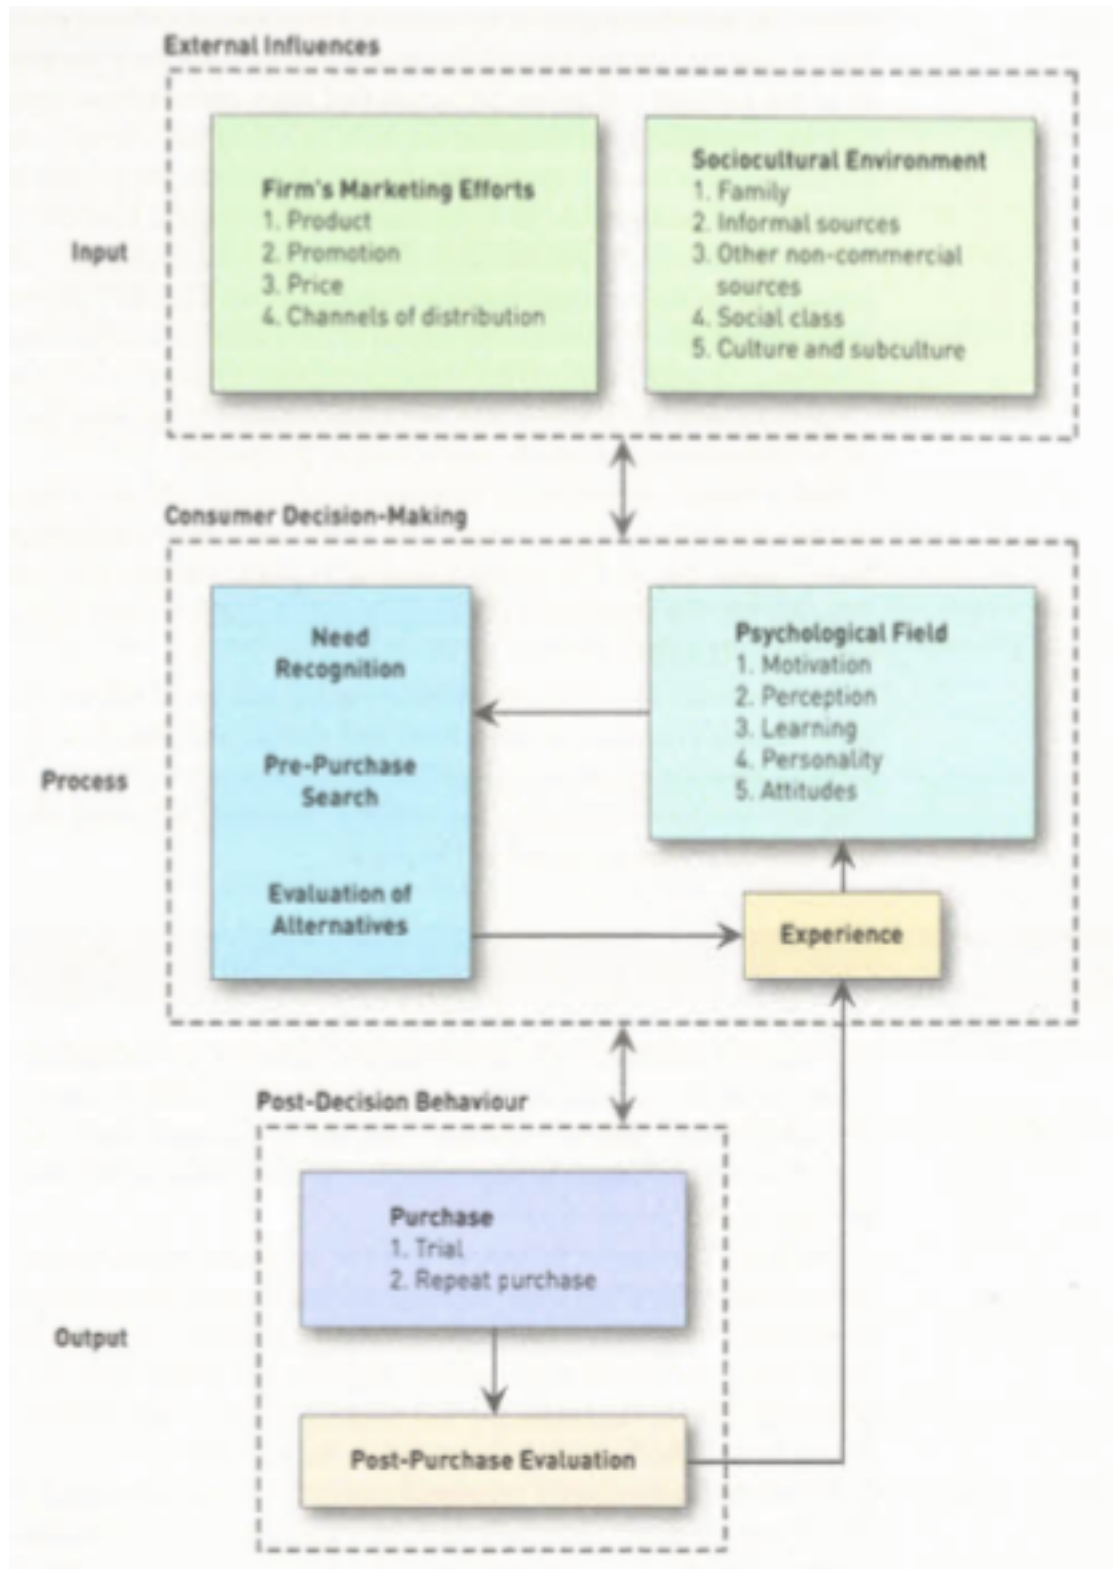 External Influences
Input
Firm's Marketing Efforts
1. Product
2. Promotion
3. Price
4. Channels of distribution
Sociocultural Environment
1. Family
2. Informal sources
3. Other non-commercial
sources
4. Social class
5. Culture and subculture
Consumer Decision-Making
Process
Need
Recognition
Pre-Purchase
Search
Evaluation of
Alternatives
Psychological Field
1. Motivation
2. Perception
3. Learning
4. Personality
5. Attitudes
Experience
Post-Decision Behaviour
Output
Purchase
1. Trial
2. Repeat purchase
Post-Purchase Evaluation